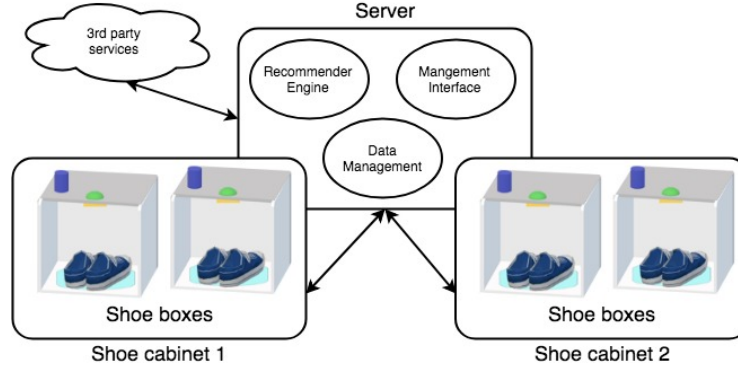 Server
3rd party
services
Recommender
Engine
Mangement
Interface
Data
Management
Shoe boxes
Shoe boxes
Shoe cabinet 1
Shoe cabinet 2